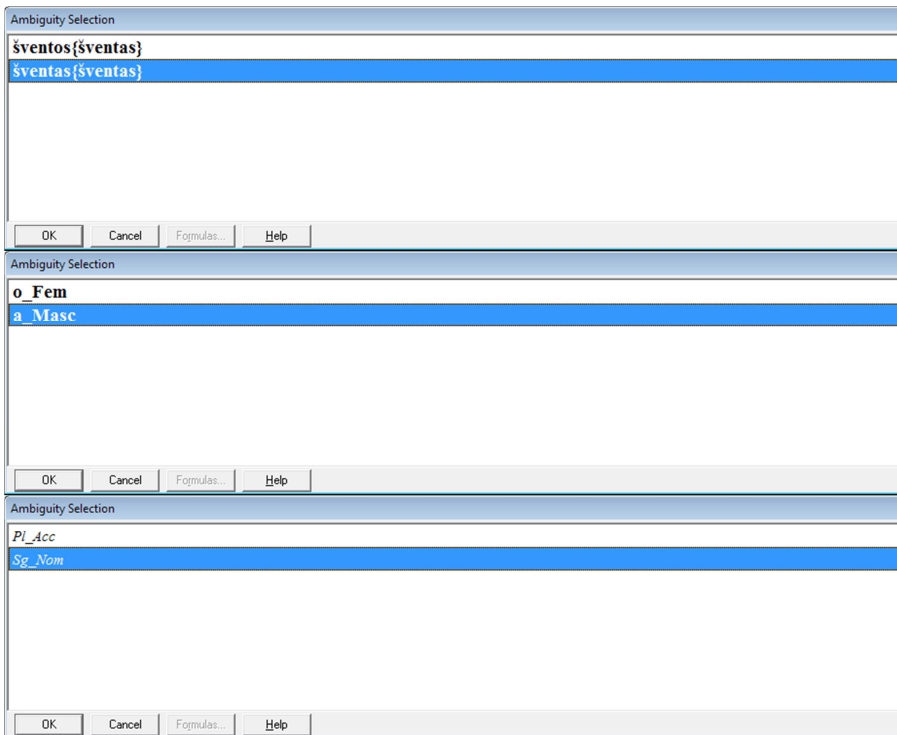 Ambiguity Selection
šventos{šventas}
šventas{šventas}
OK Cancel Formulas... Help
Ambiguity Selection
o_Fem
a_Masc
OK Cancel Formulas... Help
Ambiguity Selection
Pl_Acc
Sg_Nom
OK Cancel Formulas... Help